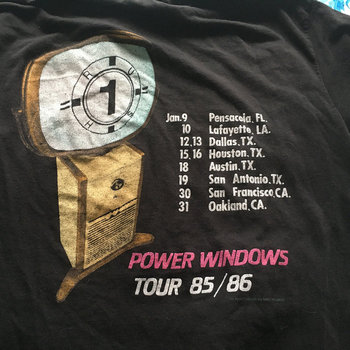 R U S H
1
Jan.9 Pensacola, FL.
10 Lafayette, LA.
12,13 Dallas, TX.
15,16 Houston, TX.
18 Austin, TX.
19 San Antonio, TX.
30 San Francisco, CA.
31 Oakland, CA.
POWER WINDOWS
TOUR 85/86